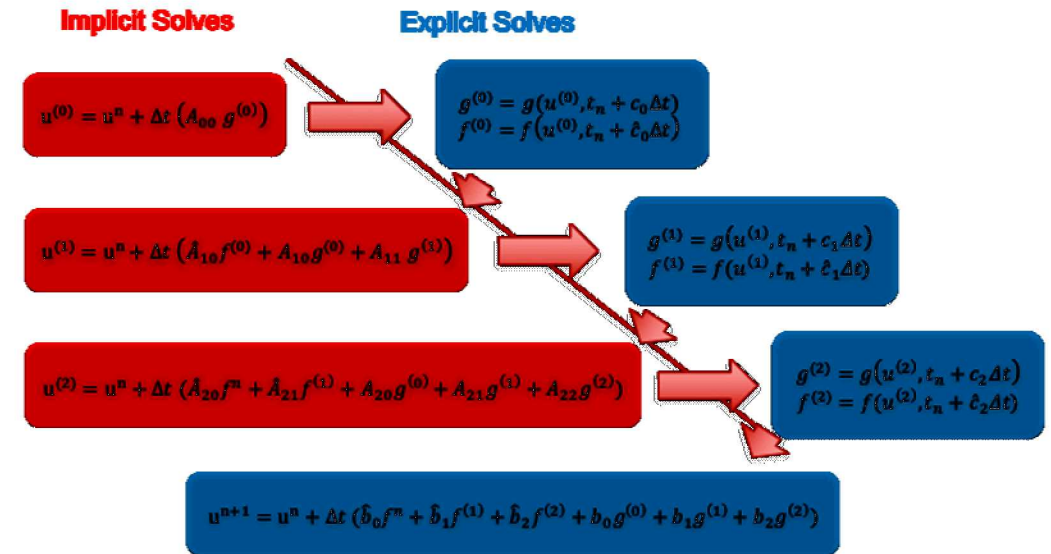 Implicit Solves
Explicit Solves
u⁽⁰⁾ = uⁿ + Δt (A₀₀ g⁽⁰⁾)
g⁽⁰⁾ = g(u⁽⁰⁾, tₙ + c₀Δt)
f⁽⁰⁾ = f(u⁽⁰⁾, tₙ + ĉ₀Δt)
u⁽¹⁾ = uⁿ + Δt (Â₁₀f⁽⁰⁾ + A₁₀g⁽⁰⁾ + A₁₁ g⁽¹⁾)
g⁽¹⁾ = g(u⁽¹⁾, tₙ + c₁Δt)
f⁽¹⁾ = f(u⁽¹⁾, tₙ + ĉ₁Δt)
u⁽²⁾ = uⁿ + Δt (Â₂₀fⁿ + Â₂₁f⁽¹⁾ + A₂₀g⁽⁰⁾ + A₂₁g⁽¹⁾ + A₂₂g⁽²⁾)
g⁽²⁾ = g(u⁽²⁾, tₙ + c₂Δt)
f⁽²⁾ = f(u⁽²⁾, tₙ + ĉ₂Δt)
uⁿ⁺¹ = uⁿ + Δt (b̂₀fⁿ + b̂₁f⁽¹⁾ + b̂₂f⁽²⁾ + b₀g⁽⁰⁾ + b₁g⁽¹⁾ + b₂g⁽²⁾)